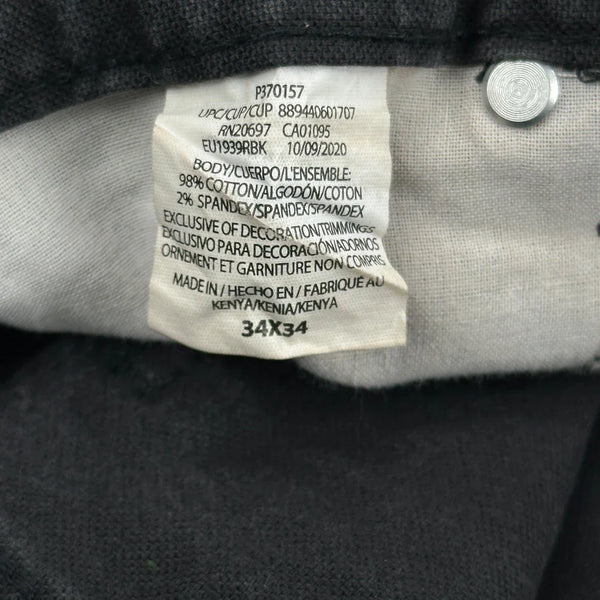 P370157
UPC/CUP/CUP 889440601707
RN20697 CA01095
EU1939RBK 10/09/2020
BODY/CUERPO/L'ENSEMBLE:
98% COTTON/ALGODÓN/COTON
2% SPANDEX/SPANDEX/SPANDEX
EXCLUSIVE OF DECORATION/TRIMMINGS
EXCLUSIVO PARA DECORACIÓN/ADORNOS
ORNEMENT ET GARNITURE NON COMPRIS
MADE IN / HECHO EN / FABRIQUÉ AU
KENYA/KENIA/KENYA
34X34